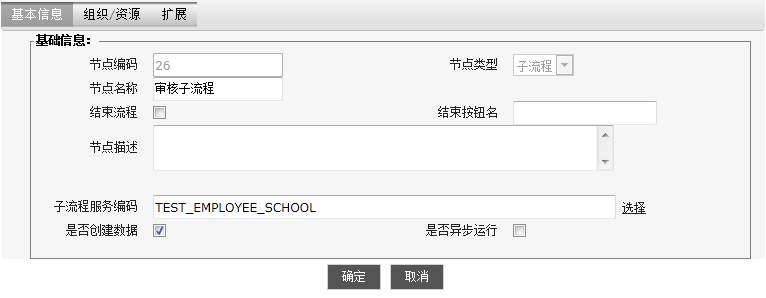 基本信息 组织/资源 扩展
基础信息：
节点编码 26 节点类型 子流程
节点名称 审核子流程
结束流程 结束按钮名
节点描述
子流程服务编码 TEST_EMPLOYEE_SCHOOL 选择
是否创建数据 是否异步运行
确定 取消